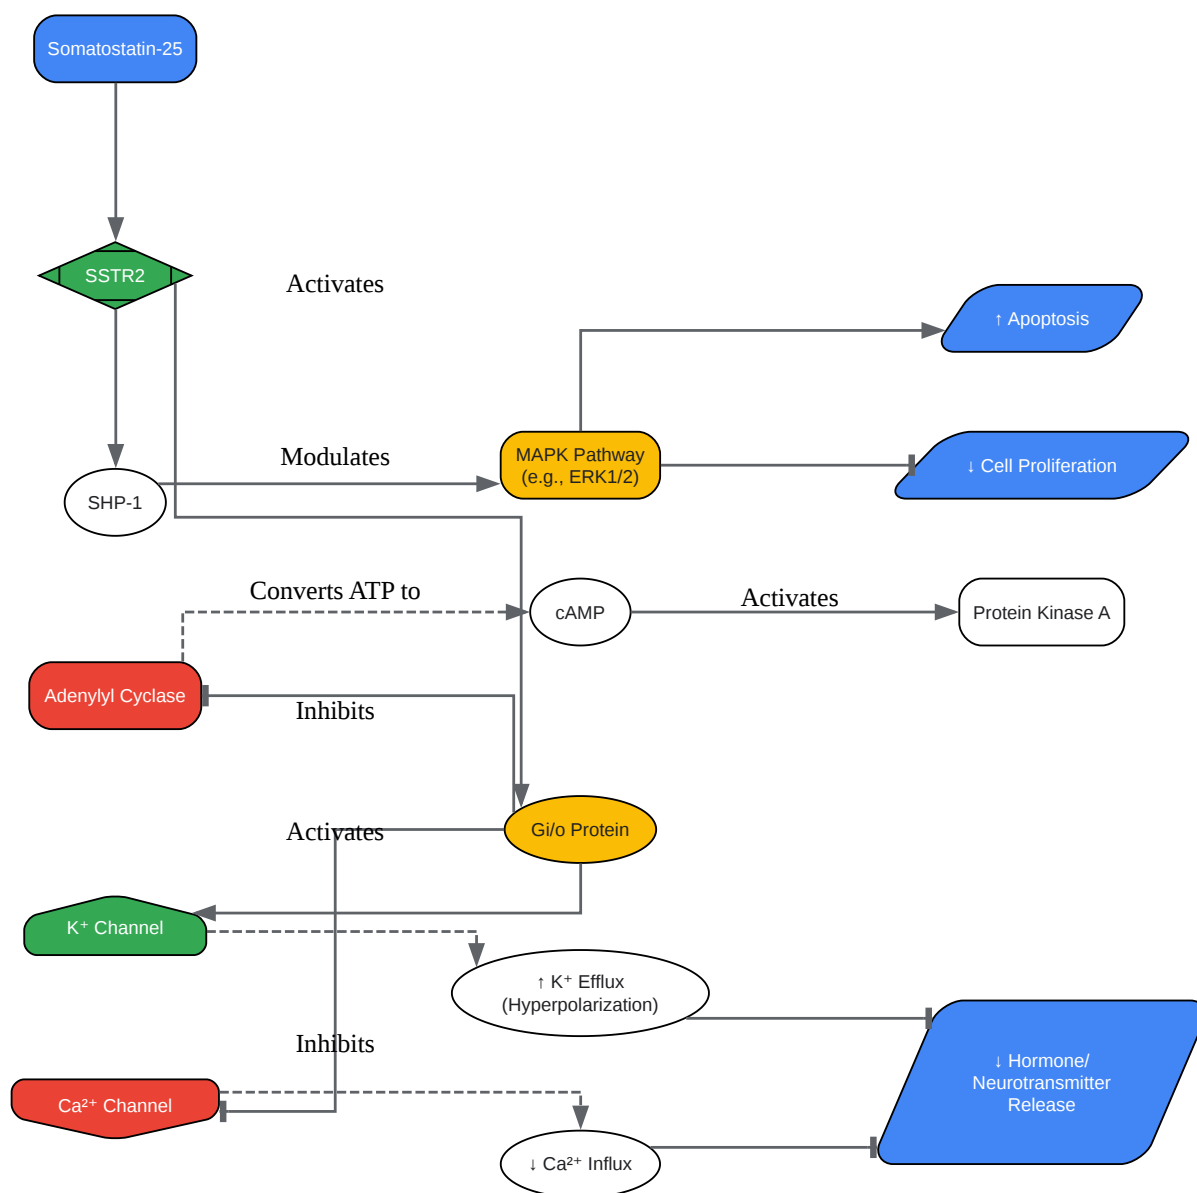 Somatostatin-25
SSTR2
Activates
↑ Apoptosis
Modulates
MAPK Pathway
(e.g., ERK1/2)
↓ Cell Proliferation
SHP-1
Converts ATP to
cAMP
Activates
Protein Kinase A
Adenylyl Cyclase
Inhibits
Activates
Gi/o Protein
K⁺ Channel
↑ K⁺ Efflux
(Hyperpolarization)
Inhibits
↓ Hormone/
Neurotransmitter
Release
Ca²⁺ Channel
↓ Ca²⁺ Influx